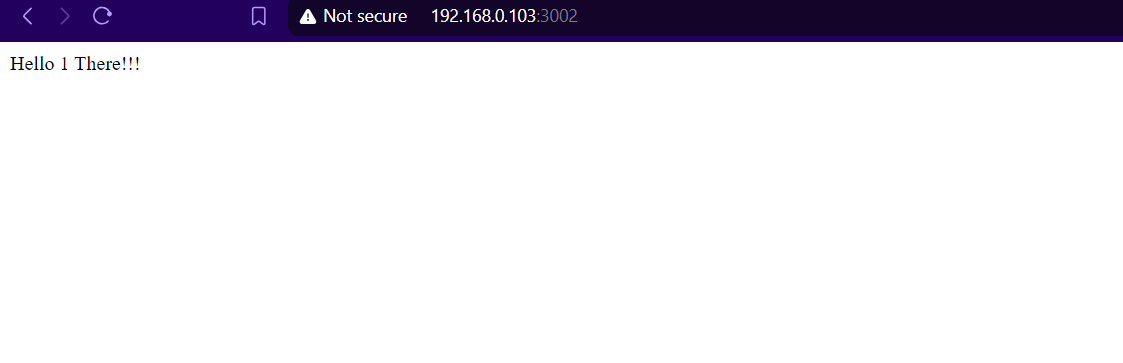 Not secure 192.168.0.103:3002
Hello 1 There!!!